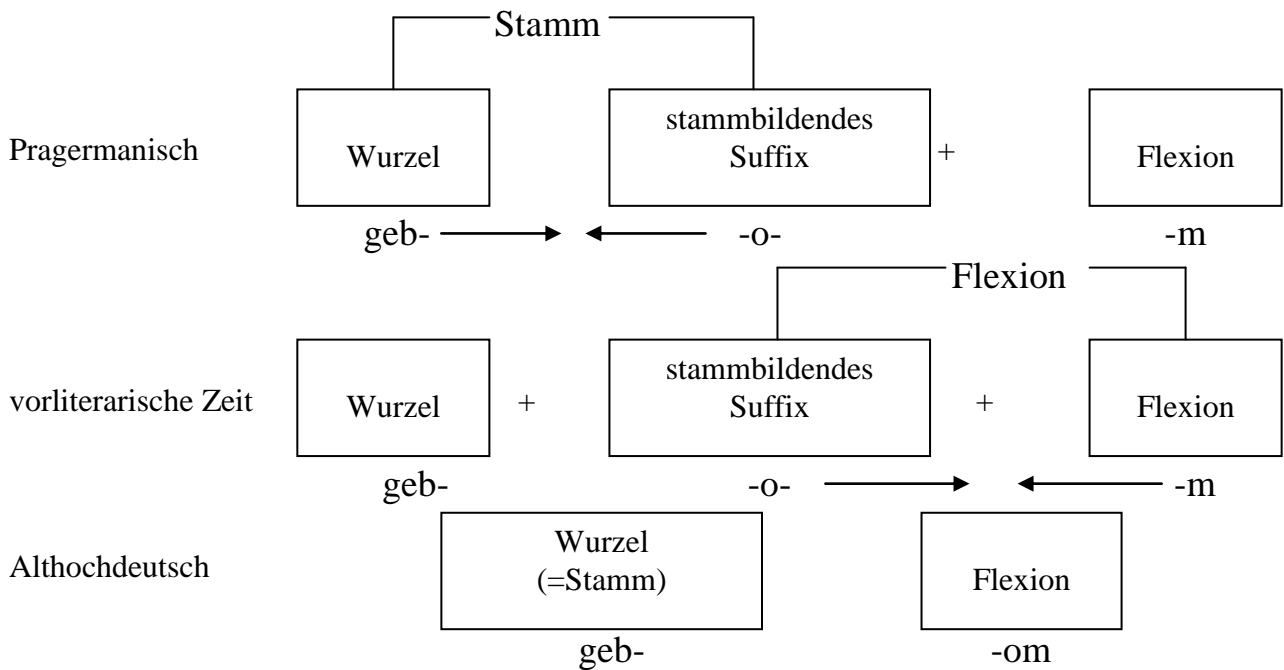 Stamm
Pragermanisch
Wurzel
stammbildendes
Suffix
+
Flexion
geb-
-o-
-m
Flexion
vorliterarische Zeit
Wurzel
+
stammbildendes
Suffix
+
Flexion
geb-
-o-
-m
Althochdeutsch
Wurzel
(=Stamm)
Flexion
geb-
-om